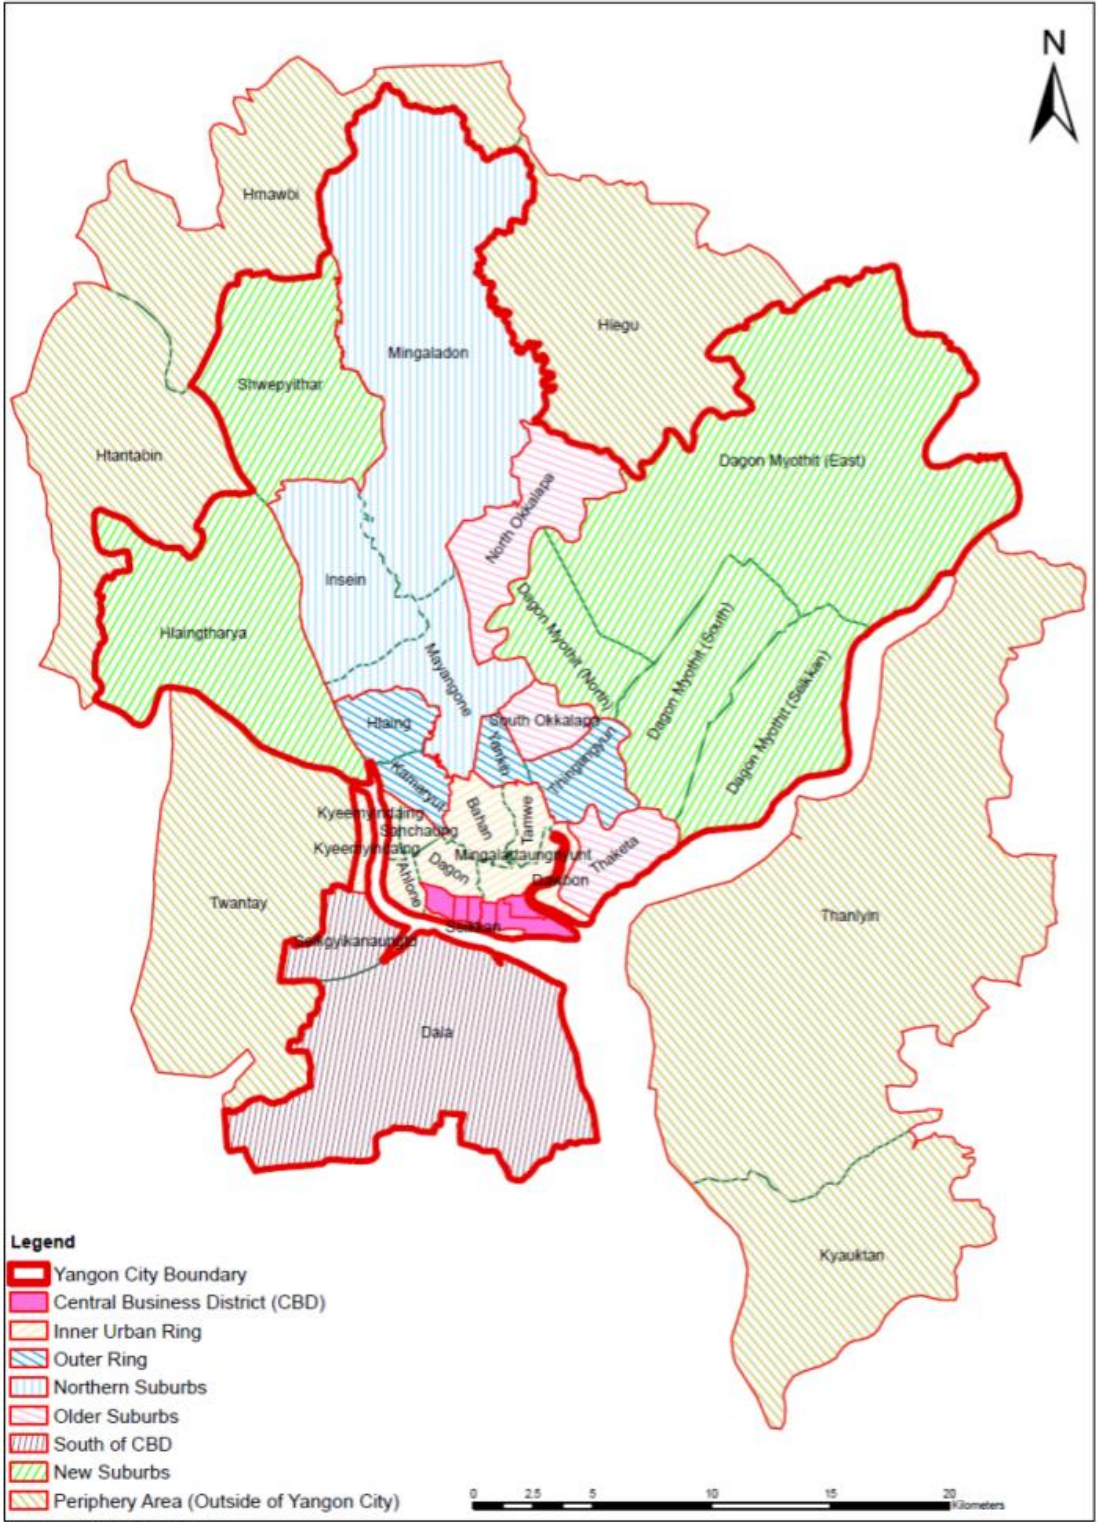 N
Hmawbi
Hlegu
Mingaladon
Shwepyithar
Htantabin
Dagon Myothit (East)
North Okkalapa
Insein
Hlaingtharya
Dagon Myothit (North)
Dagon Myothit (South)
Dagon Myothit (Seikkan)
Mayangone
Hlaing
South Okkalapa
Yankin
Thingangyun
Kamaryut
Kyeemyindaing
Sanchaung
Bahan
Tamwe
Kyeemyindaing
Mingalartaungnyunt
Thaketa
Ahlone
Dagon
Dawbon
Twantay
Thanlyin
Seikkan
Seikgyikanaungto
Dala
Kyauktan
Legend
Yangon City Boundary
Central Business District (CBD)
Inner Urban Ring
Outer Ring
Northern Suburbs
Older Suburbs
South of CBD
New Suburbs
Periphery Area (Outside of Yangon City)
0 2.5 5 10 15 20
Kilometers